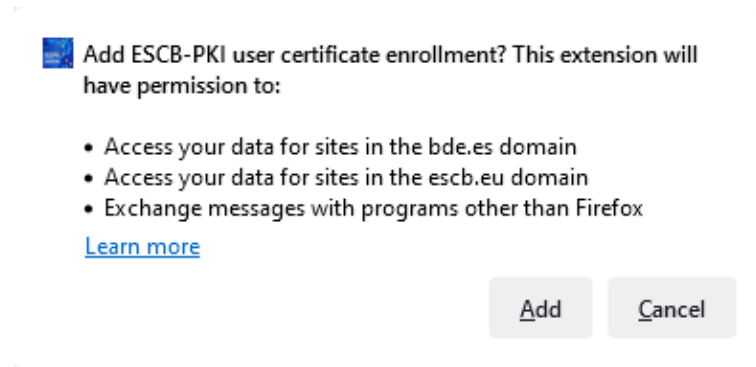 Add ESCB-PKI user certificate enrollment? This extension will
have permission to:
• Access your data for sites in the bde.es domain
• Access your data for sites in the escb.eu domain
• Exchange messages with programs other than Firefox
Learn more
Add Cancel